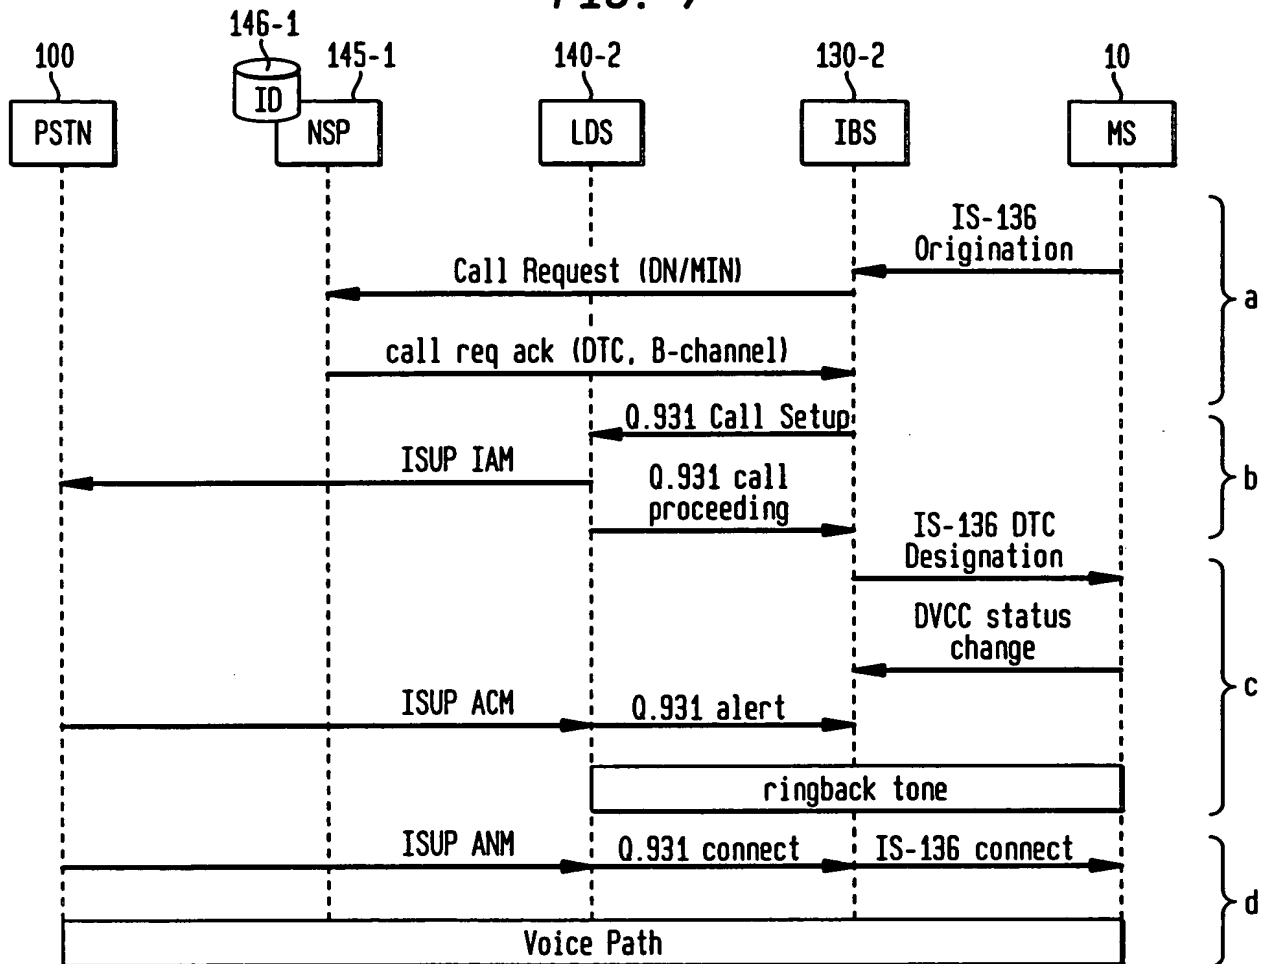 146-1
100
145-1
140-2
130-2
10
ID
PSTN
NSP
LDS
IBS
MS
IS-136
Origination
Call Request (DN/MIN)
a
call req ack (DTC, B-channel)
Q.931 Call Setup
ISUP IAM
Q.931 call
proceeding
b
IS-136 DTC
Designation
DVCC status
change
c
ISUP ACM
Q.931 alert
ringback tone
ISUP ANM
Q.931 connect
IS-136 connect
d
Voice Path